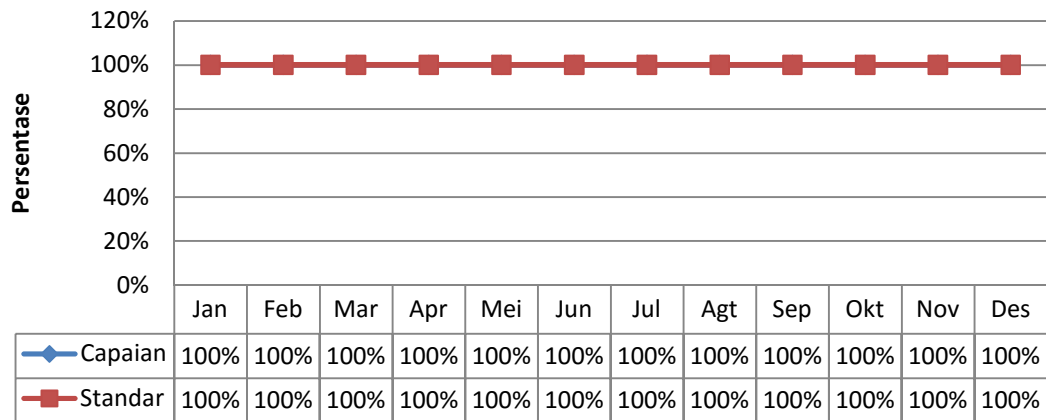 120%
100%
80%
60%
40%
20%
0%
Persentase
Jan Feb Mar Apr Mei Jun Jul Agt Sep Okt Nov Des
Capaian 100% 100% 100% 100% 100% 100% 100% 100% 100% 100% 100% 100%
Standar 100% 100% 100% 100% 100% 100% 100% 100% 100% 100% 100% 100%